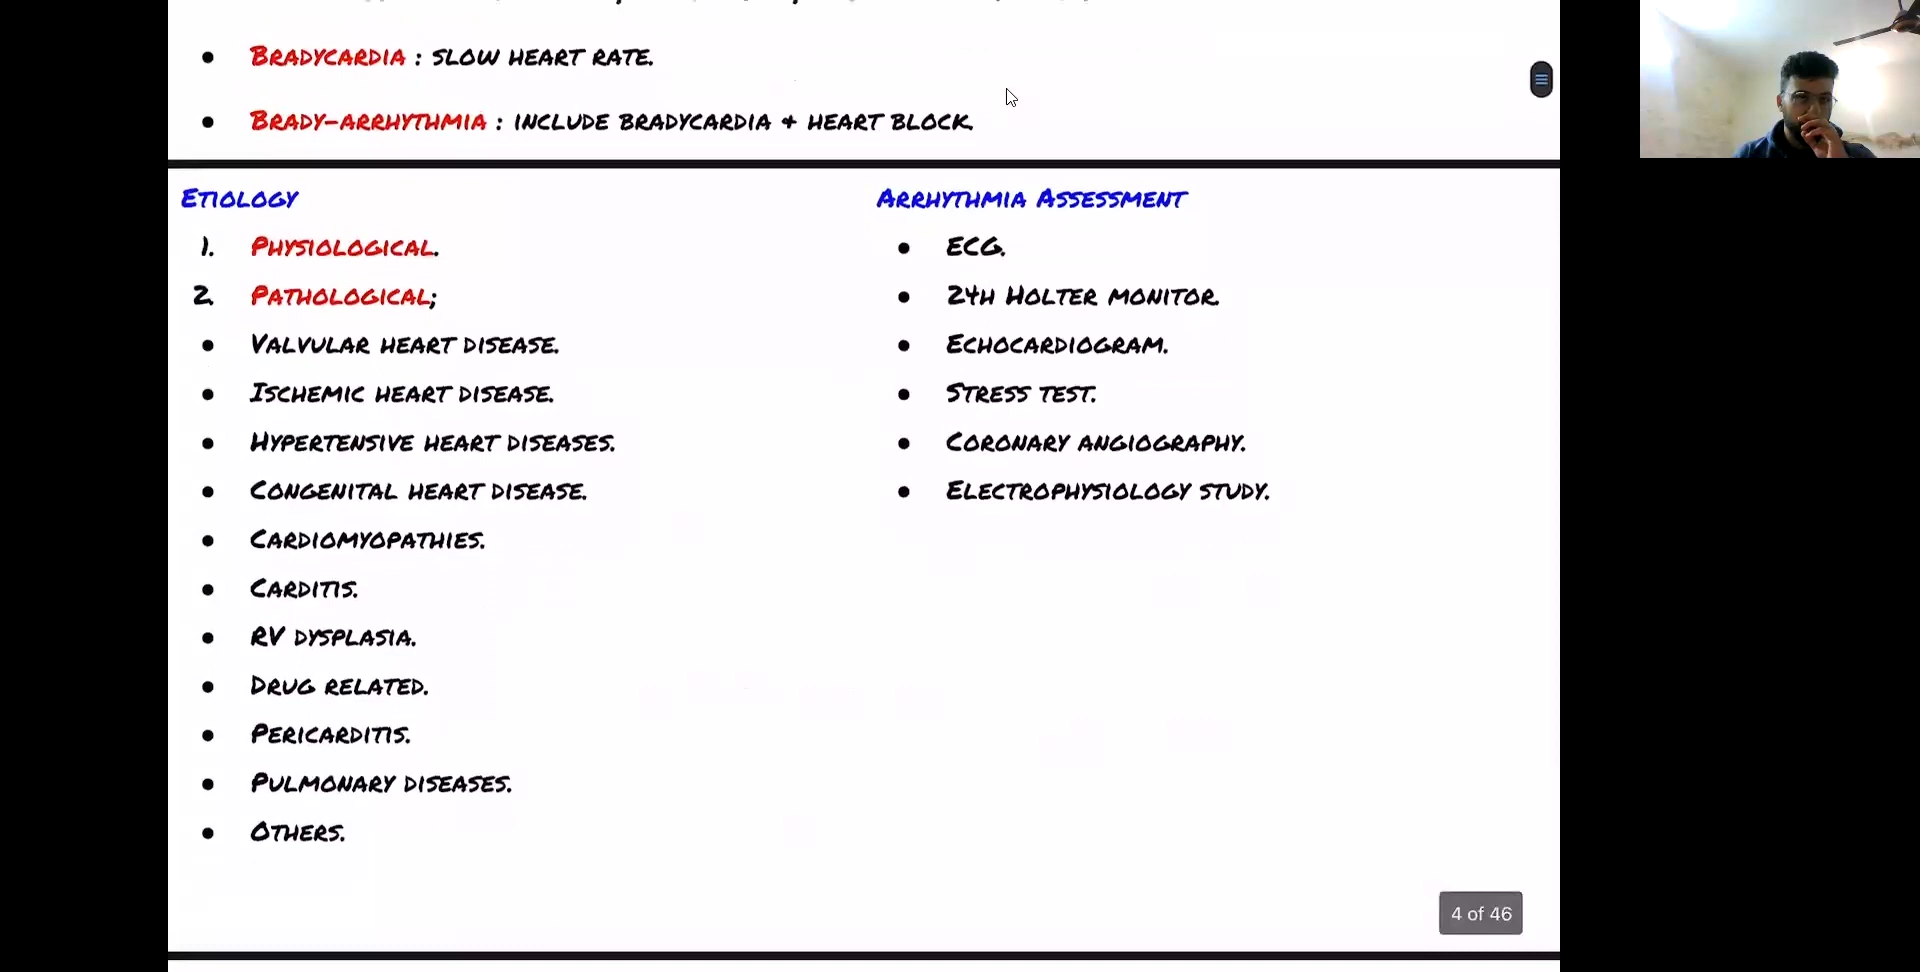 • Bradycardia : slow heart rate.
• Brady-arrhythmia : include bradycardia + heart block.
Etiology
1. Physiological.
2. Pathological;
• Valvular heart disease.
• Ischemic heart disease.
• Hypertensive heart diseases.
• Congenital heart disease.
• Cardiomyopathies.
• Carditis.
• RV dysplasia.
• Drug related.
• Pericarditis.
• Pulmonary diseases.
• Others.
Arrhythmia Assessment
• ECG.
• 24h Holter monitor.
• Echocardiogram.
• Stress test.
• Coronary angiography.
• Electrophysiology study.
4 of 46